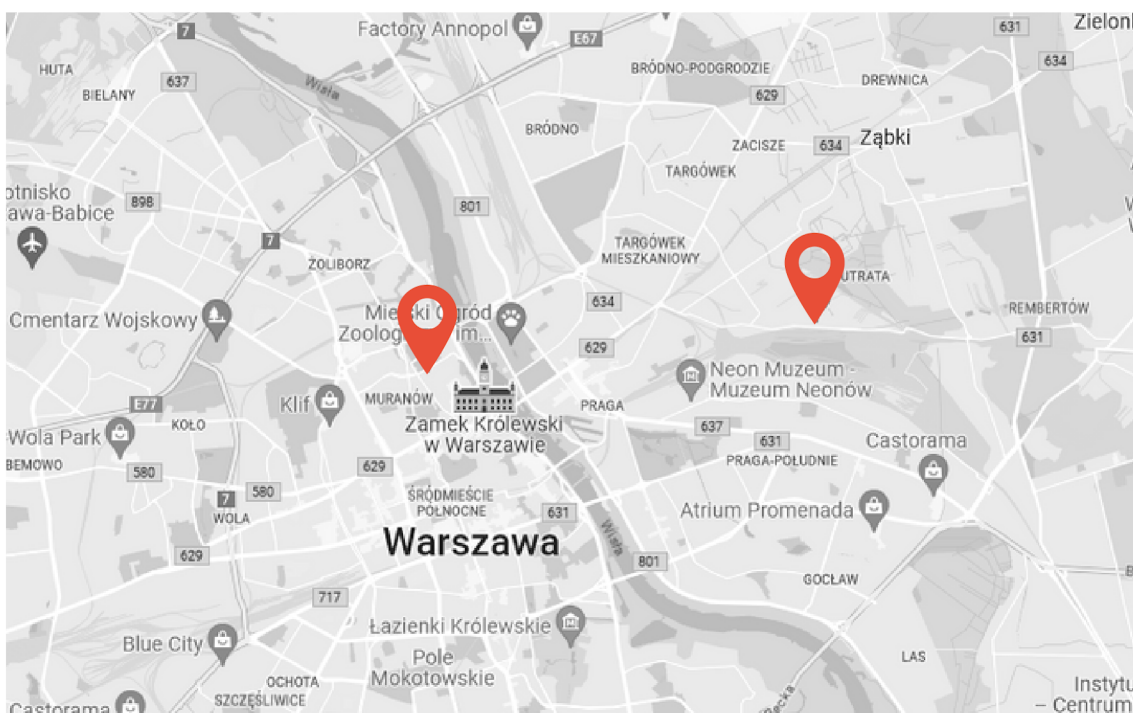 Factory Annopol
7
E67
631
Zielon
634
HUTA
637
BIELANY
Wisła
BRÓDNO-PODGRODZIE
629
DREWNICA
BRÓDNO
ZACISZE
634
Ząbki
TARGÓWEK
otnisko
awa-Babice
898
801
7
TARGÓWEK
MIESZKANIOWY
ŻOLIBORZ
UTRATA
634
REMBERTÓW
631
Cmentarz Wojskowy
Miejski Ogród
Zoolog im...
629
Neon Muzeum -
Muzeum Neonów
Klif
MURANÓW
E77
KOŁO
PRAGA
Zamek Królewski
w Warszawie
637
631
Castorama
Wola Park
BEMOWO
580
629
PRAGA-POŁUDNIE
580
7
WOLA
ŚRÓDMIEŚCIE
PÓŁNOCNE
631
Atrium Promenada
Warszawa
Wisła
629
801
GOCŁAW
717
Łazienki Królewskie
Blue City
Pole
Mokotowskie
LAS
OCHOTA
SZCZĘŚLIWICE
Instytu
– Centrum
Castorama